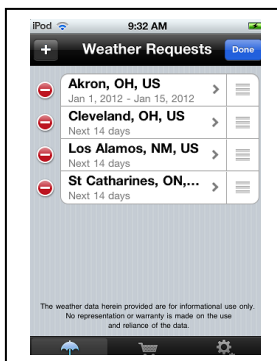 iPod 9:32 AM
+ Weather Requests Done
Akron, OH, US
Jan 1, 2012 - Jan 15, 2012
Cleveland, OH, US
Next 14 days
Los Alamos, NM, US
Next 14 days
St Catharines, ON,...
Next 14 days
The weather data herein provided are for informational use only.
No representation or warranty is made on the use
and reliance of the data.